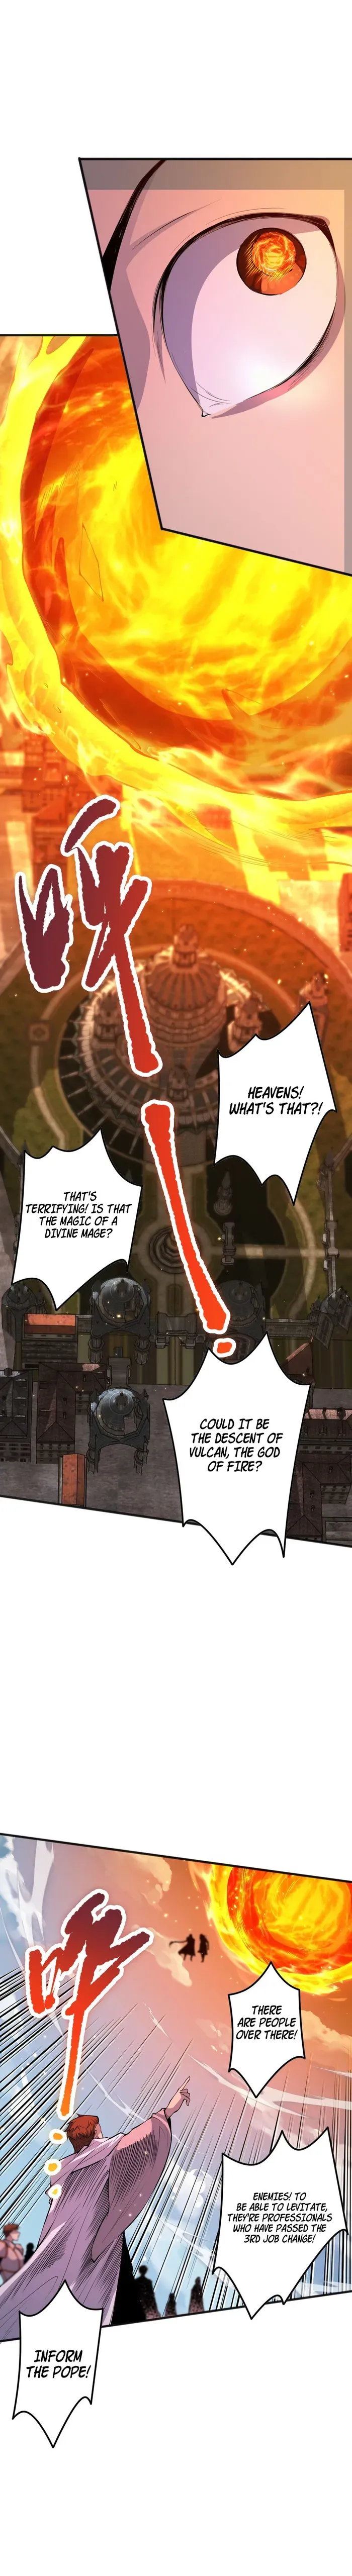 HEAVENS!
WHAT'S THAT?!
THAT'S
TERRIFYING! IS THAT
THE MAGIC OF A
DIVINE MAGE?
COULD IT BE
THE DESCENT OF
VULCAN, THE GOD
OF FIRE?
THERE
ARE PEOPLE
OVER THERE!
ENEMIES! TO
BE ABLE TO LEVITATE,
THEY'RE PROFESSIONALS
WHO HAVE PASSED THE
3RD JOB CHANGE!
INFORM
THE POPE!